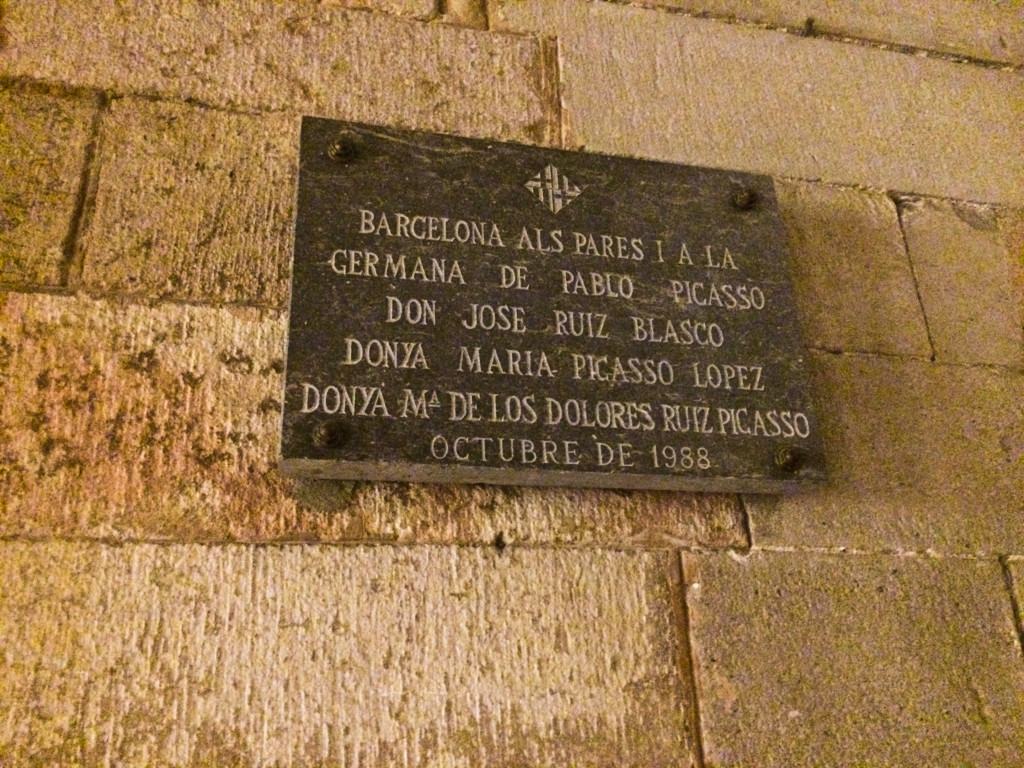 BARCELONA ALS PARES I A LA
GERMANA DE PABLO PICASSO
DON JOSE RUIZ BLASCO
DONYA MARIA PICASSO LOPEZ
DONYA Mª DE LOS DOLORES RUIZ PICASSO
OCTUBRE DE 1988